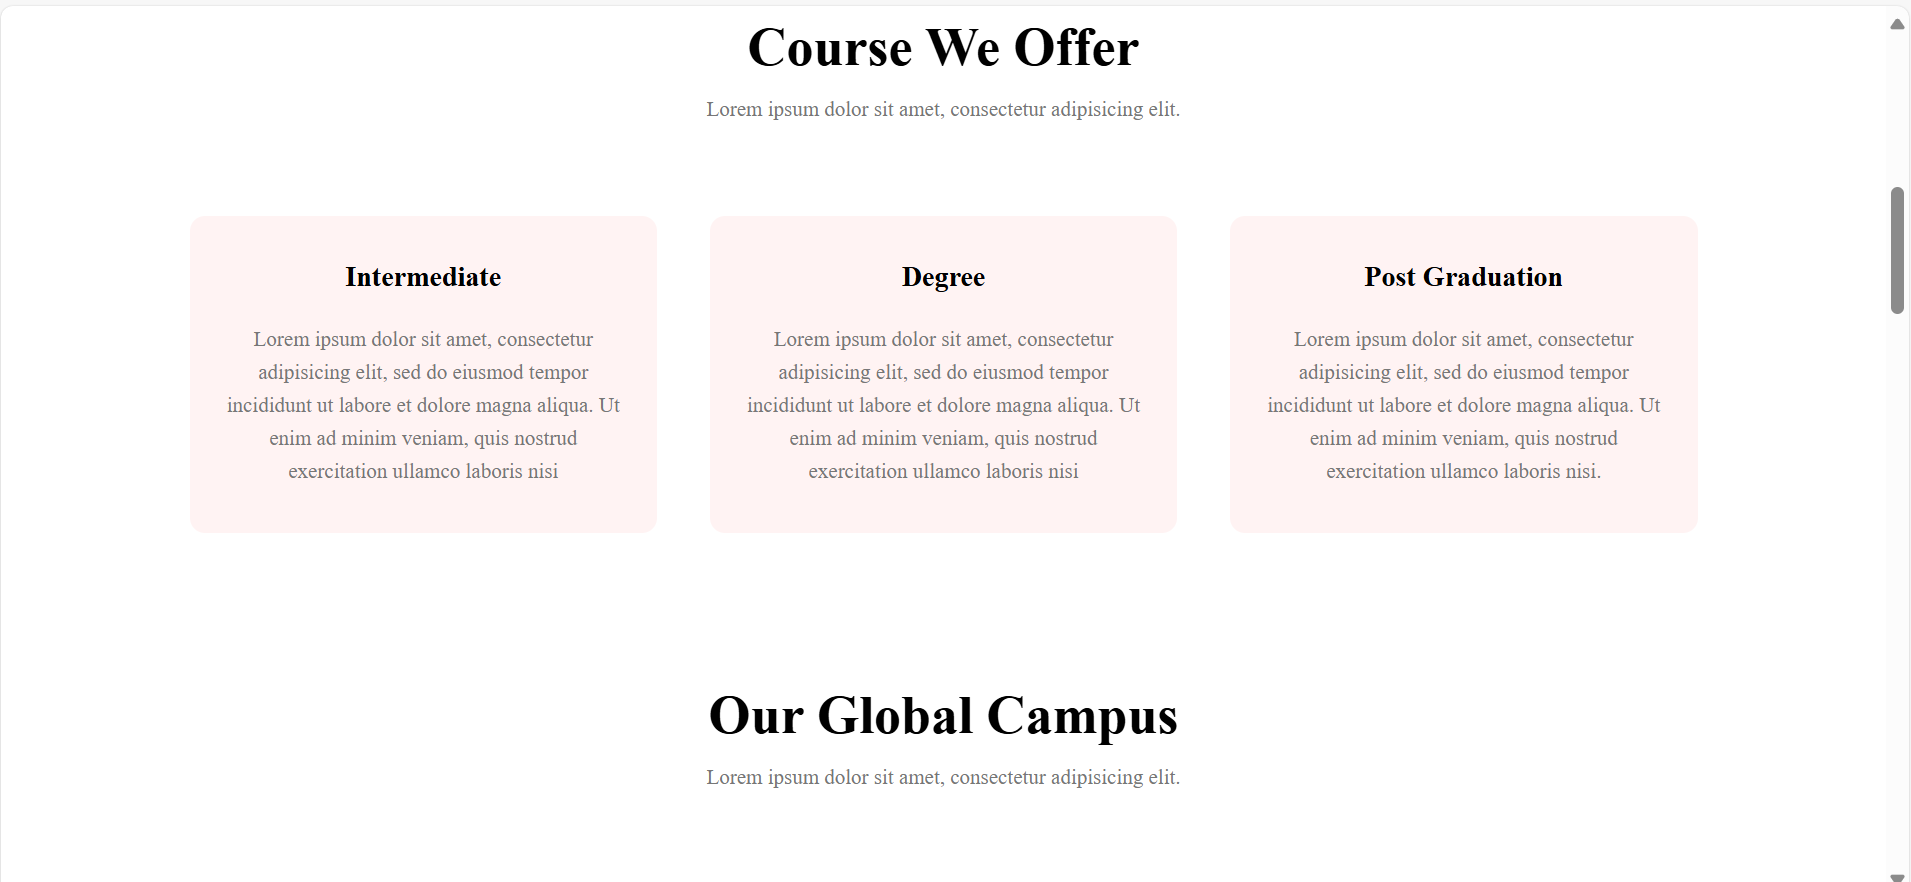 Course We Offer
Lorem ipsum dolor sit amet, consectetur adipisicing elit.
Intermediate
Lorem ipsum dolor sit amet, consectetur
adipisicing elit, sed do eiusmod tempor
incididunt ut labore et dolore magna aliqua. Ut
enim ad minim veniam, quis nostrud
exercitation ullamco laboris nisi
Degree
Lorem ipsum dolor sit amet, consectetur
adipisicing elit, sed do eiusmod tempor
incididunt ut labore et dolore magna aliqua. Ut
enim ad minim veniam, quis nostrud
exercitation ullamco laboris nisi
Post Graduation
Lorem ipsum dolor sit amet, consectetur
adipisicing elit, sed do eiusmod tempor
incididunt ut labore et dolore magna aliqua. Ut
enim ad minim veniam, quis nostrud
exercitation ullamco laboris nisi.
Our Global Campus
Lorem ipsum dolor sit amet, consectetur adipisicing elit.